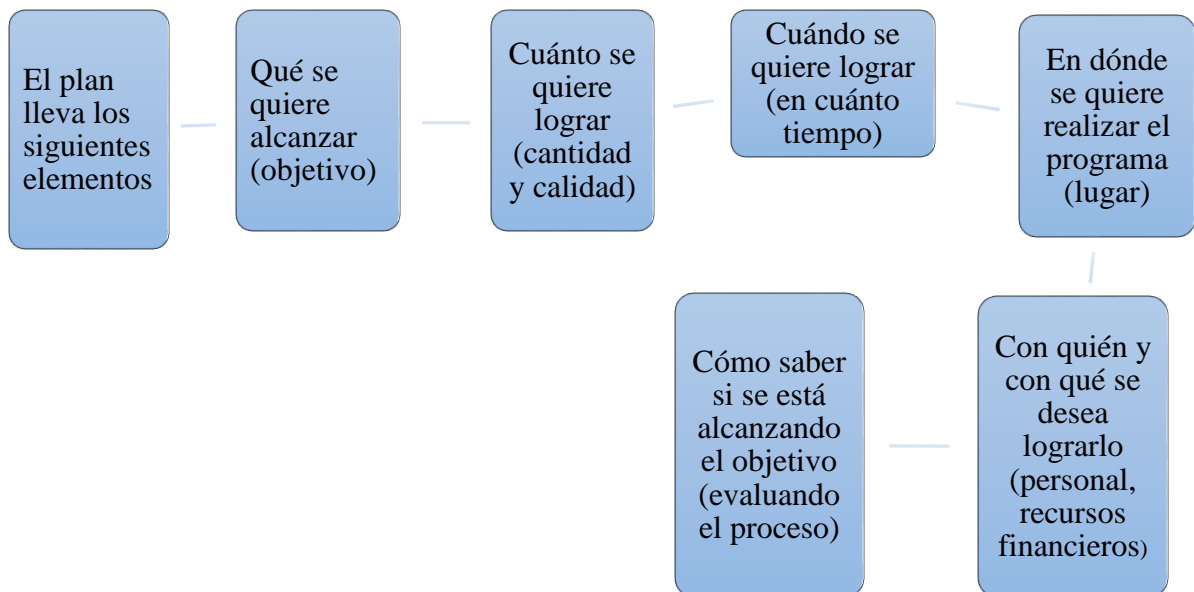 El plan
lleva los
siguientes
elementos
Qué se
quiere
alcanzar
(objetivo)
Cuánto se
quiere
lograr
(cantidad
y calidad)
Cuándo se
quiere lograr
(en cuánto
tiempo)
En dónde
se quiere
realizar el
programa
(lugar)
Con quién y
con qué se
desea
lograrlo
(personal,
recursos
financieros)
Cómo saber
si se está
alcanzando
el objetivo
(evaluando
el proceso)